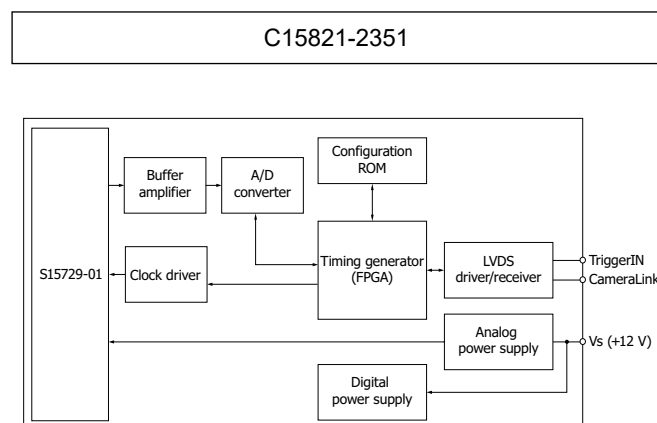 C15821-2351
Configuration
ROM
Buffer
amplifier
A/D
converter
S15729-01
Clock driver
Timing generator
(FPGA)
LVDS
driver/receiver
TriggerIN
CameraLink
Analog
power supply
Vs (+12 V)
Digital
power supply